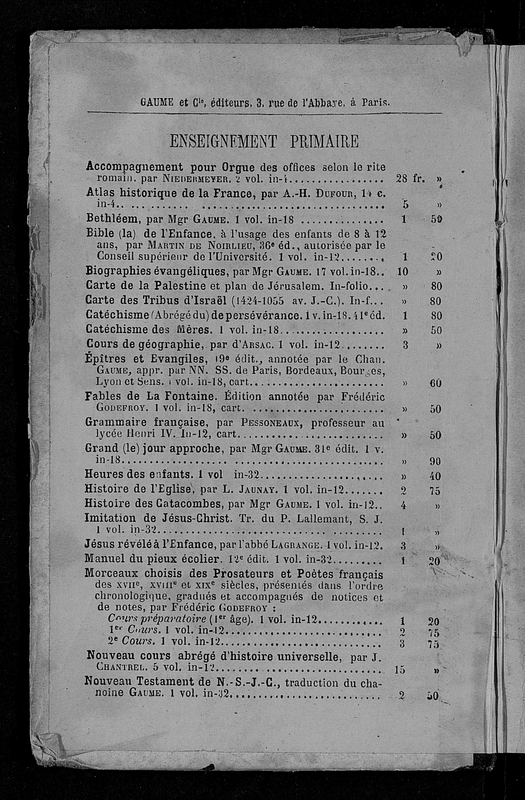 GAUME et Cie, éditeurs, 3, rue de l'Abbaye, à Paris.
ENSEIGNEMENT PRIMAIRE
Accompagnement pour Orgue des offices selon le rite
romain, par NIEDERMEYER, 2 vol. in-4................. 28 fr. »
Atlas historique de la France, par A.-H. DUFOUR, 14 c.
in-4.................. 5 »
Bethléem, par Mgr GAUME. 1 vol. in-18 .............. 1 50
Bible (la) de l'Enfance, à l'usage des enfants de 8 à 12
ans, par MARTIN DE NOIRLIEU, 36e éd., autorisée par le
Conseil supérieur de l'Université. 1 vol. in-12........ 1 20
Biographies évangéliques, par Mgr GAUME. 17 vol. in-18.. 10 »
Carte de la Palestine et plan de Jérusalem. In-folio... » 80
Carte des Tribus d'Israël (1424-1055 av. J.-C.). In-f... » 80
Catéchisme (Abrégé du) de persévérance. 1 v. in-18. 41e éd. 1 80
Catéchisme des Mères. 1 vol. in-18.................. » 50
Cours de géographie, par d'ARSAC. 1 vol. in-12........ 3 »
Épîtres et Evangiles, 19e édit., annotée par le Chan.
GAUME, appr. par NN. SS. de Paris, Bordeaux, Bourges,
Lyon et Sens. 1 vol. in-18, cart....................... » 60
Fables de La Fontaine. Édition annotée par Frédéric
GODEFROY. 1 vol. in-18, cart. ....................... » 50
Grammaire française, par PESSONEAUX, professeur au
lycée Henri IV. In-12, cart......................... » 50
Grand (le) jour approche, par Mgr GAUME. 31e édit. 1 v.
in-18......................................... » 90
Heures des enfants. 1 vol in-32..................... » 40
Histoire de l'Eglise, par L. JAUNAY. 1 vol. in-12....... 2 75
Histoire des Catacombes, par Mgr GAUME. 1 vol. in-12.. 4 »
Imitation de Jésus-Christ. Tr. du P. Lallemant, S. J.
1 vol. in-32....................................... 1 »
Jésus révélé à l'Enfance, par l'abbé LAGRANGE. 1 vol. in-12. 3 »
Manuel du pieux écolier. 12e édit. 1 vol. in-32......... 1 20
Morceaux choisis des Prosateurs et Poètes français
des XVIIe, XVIIIe et XIXe siècles, présentés dans l'ordre
chronologique, gradués et accompagnés de notices et
de notes, par Frédéric GODEFROY :
Cours préparatoire (1er âge). 1 vol. in-12........... 1 20
1er Cours. 1 vol. in-12........................... 2 75
2e Cours. 1 vol. in-12........................... 3 75
Nouveau cours abrégé d'histoire universelle, par J.
CHANTREL. 5 vol. in-12............................ 15 »
Nouveau Testament de N.-S.-J.-C., traduction du cha-
noine GAUME. 1 vol. in-32......................... 2 50